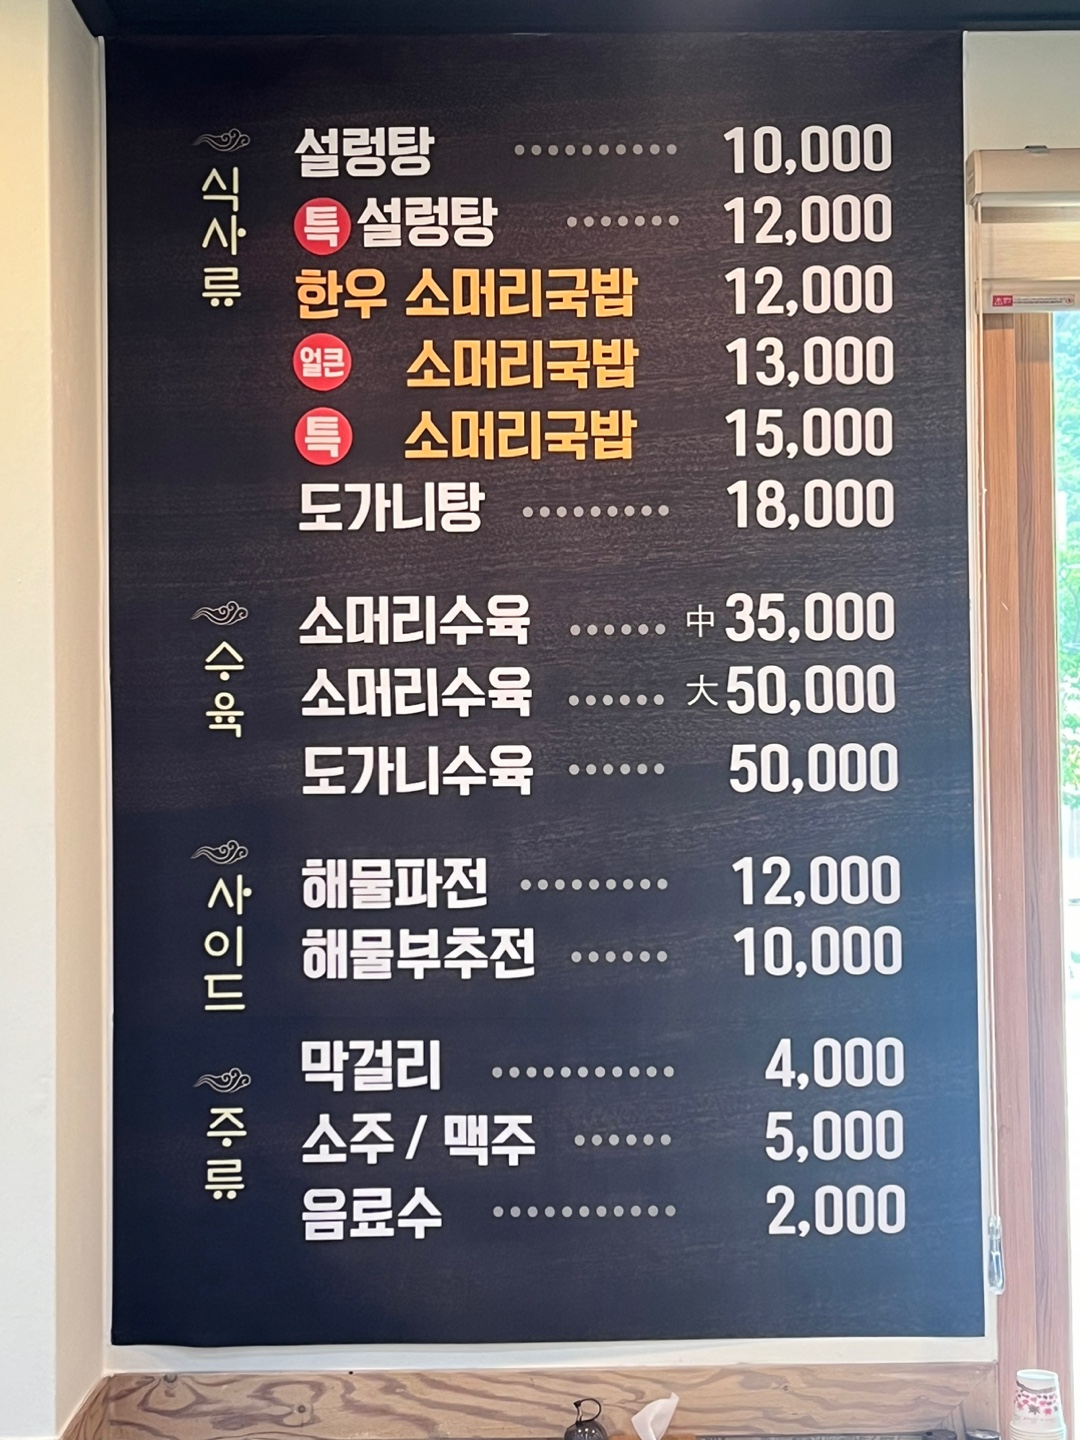 식사류
설렁탕 ·········· 10,000
특 설렁탕 ······· 12,000
한우 소머리국밥 12,000
얼큰 소머리국밥 13,000
특 소머리국밥 15,000
도가니탕 ········· 18,000
수육
소머리수육 ······ 中 35,000
소머리수육 ······ 大 50,000
도가니수육 ······ 50,000
사이드
해물파전 ········· 12,000
해물부추전 ······ 10,000
주류
막걸리 ··········· 4,000
소주 / 맥주 ······ 5,000
음료수 ··········· 2,000